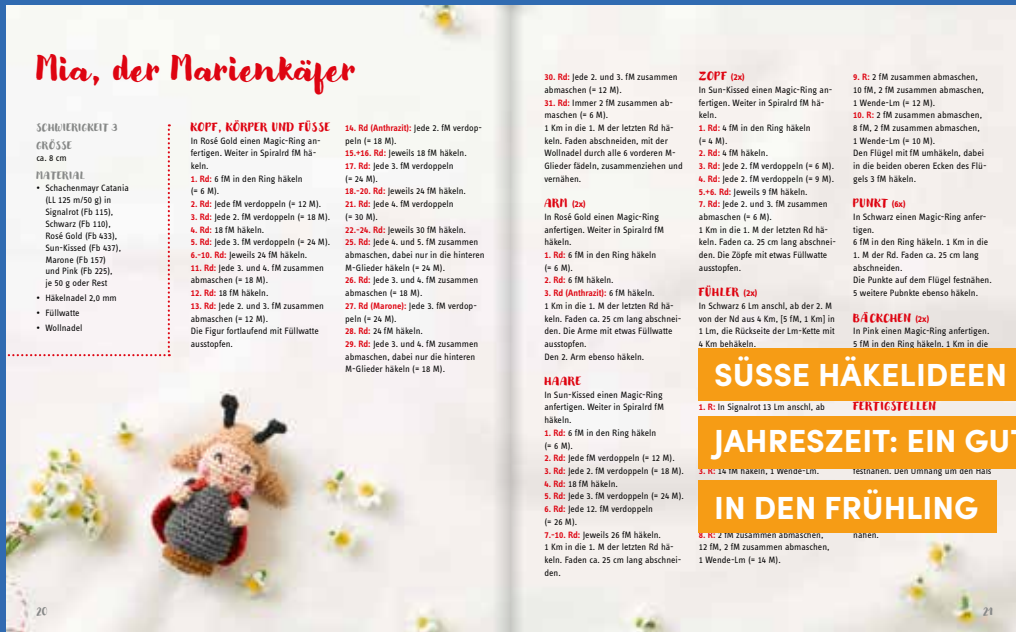 Mia, der Marienkäfer
SCHWIERIGKEIT 3
GRÖSSE
ca. 8 cm
MATERIAL
• Schachenmayr Catania
(LL 125 m/50 g) in
Signalrot (Fb 115),
Schwarz (Fb 110),
Rosé Gold (Fb 433),
Sun-Kissed (Fb 437),
Marone (Fb 157)
und Pink (Fb 225),
je 50 g oder Rest
• Häkelnadel 2,0 mm
• Füllwatte
• Wollnadel
KOPF, KÖRPER UND FÜSSE
In Rosé Gold einen Magic-Ring an-
fertigen. Weiter in Spiralrd fM hä-
keln.
1. Rd: 6 fM in den Ring häkeln
(= 6 M).
2. Rd: Jede fM verdoppeln (= 12 M).
3. Rd: Jede 2. fM verdoppeln (= 18 M).
4. Rd: 18 fM häkeln.
5. Rd: Jede 3. fM verdoppeln (= 24 M).
6.-10. Rd: Jeweils 24 fM häkeln.
11. Rd: Jede 3. und 4. fM zusammen
abmaschen (= 18 M).
12. Rd: 18 fM häkeln.
13. Rd: Jede 2. und 3. fM zusammen
abmaschen (= 12 M).
Die Figur fortlaufend mit Füllwatte
ausstopfen.
14. Rd (Anthrazit): Jede 2. fM verdop-
peln (= 18 M).
15.+16. Rd: Jeweils 18 fM häkeln.
17. Rd: Jede 3. fM verdoppeln
(= 24 M).
18.-20. Rd: Jeweils 24 fM häkeln.
21. Rd: Jede 4. fM verdoppeln
(= 30 M).
22.-24. Rd: Jeweils 30 fM häkeln.
25. Rd: Jede 4. und 5. fM zusammen
abmaschen, dabei nur in die hinteren
M-Glieder häkeln (= 24 M).
26. Rd: Jede 3. und 4. fM zusammen
abmaschen (= 18 M).
27. Rd (Marone): Jede 3. fM verdop-
peln (= 24 M).
28. Rd: 24 fM häkeln.
29. Rd: Jede 3. und 4. fM zusammen
abmaschen, dabei nur die hinteren
M-Glieder häkeln (= 18 M).
20
30. Rd: Jede 2. und 3. fM zusammen
abmaschen (= 12 M).
31. Rd: Immer 2 fM zusammen ab-
maschen (= 6 M).
1 Km in die 1. M der letzten Rd hä-
keln. Faden abschneiden, mit der
Wollnadel durch alle 6 vorderen M-
Glieder fädeln, zusammenziehen und
vernähen.
ARM (2x)
In Rosé Gold einen Magic-Ring
anfertigen. Weiter in Spiralrd fM
häkeln.
1. Rd: 6 fM in den Ring häkeln
(= 6 M).
2. Rd: 6 fM häkeln.
3. Rd (Anthrazit): 6 fM häkeln.
1 Km in die 1. M der letzten Rd hä-
keln. Faden ca. 25 cm lang abschnei-
den. Die Arme mit etwas Füllwatte
ausstopfen.
Den 2. Arm ebenso häkeln.
HAARE
In Sun-Kissed einen Magic-Ring
anfertigen. Weiter in Spiralrd fM
häkeln.
1. Rd: 6 fM in den Ring häkeln
(= 6 M).
2. Rd: Jede fM verdoppeln (= 12 M).
3. Rd: Jede 2. fM verdoppeln (= 18 M).
4. Rd: 18 fM häkeln.
5. Rd: Jede 3. fM verdoppeln (= 24 M).
6. Rd: Jede 12. fM verdoppeln
(= 26 M).
7.-10. Rd: Jeweils 26 fM häkeln.
1 Km in die 1. M der letzten Rd hä-
keln. Faden ca. 25 cm lang abschnei-
den.
ZOPF (2x)
In Sun-Kissed einen Magic-Ring an-
fertigen. Weiter in Spiralrd fM hä-
keln.
1. Rd: 4 fM in den Ring häkeln
(= 4 M).
2. Rd: 4 fM häkeln.
3. Rd: Jede 2. fM verdoppeln (= 6 M).
4. Rd: Jede 2. fM verdoppeln (= 9 M).
5.+6. Rd: Jeweils 9 fM häkeln.
7. Rd: Jede 2. und 3. fM zusammen
abmaschen (= 6 M).
1 Km in die 1. M der letzten Rd hä-
keln. Faden ca. 25 cm lang abschnei-
den. Die Zöpfe mit etwas Füllwatte
ausstopfen.
FÜHLER (2x)
In Schwarz 6 Lm anschl, ab der 2. M
von der Nd aus 4 Km, [5 fM, 1 Km] in
1 Lm, die Rückseite der Lm-Kette mit
4 Km behäkeln.
1. R: In Signalrot 13 Lm anschl, ab
3. R: 14 fM häkeln, 1 Wende-Lm.
8. R: 2 fM zusammen abmaschen,
12 fM, 2 fM zusammen abmaschen,
1 Wende-Lm (= 14 M).
9. R: 2 fM zusammen abmaschen,
10 fM, 2 fM zusammen abmaschen,
1 Wende-Lm (= 12 M).
10. R: 2 fM zusammen abmaschen,
8 fM, 2 fM zusammen abmaschen,
1 Wende-Lm (= 10 M).
Den Flügel mit fM umhäkeln, dabei
in die beiden oberen Ecken des Flü-
gels 3 fM häkeln.
PUNKT (6x)
In Schwarz einen Magic-Ring anfer-
tigen.
6 fM in den Ring häkeln. 1 Km in die
1. M der Rd. Faden ca. 25 cm lang
abschneiden.
Die Punkte auf dem Flügel festnähen.
5 weitere Pubnkte ebenso häkeln.
BÄCKCHEN (2x)
In Pink einen Magic-Ring anfertigen.
5 fM in den Ring häkeln. 1 Km in die
FERTIGSTELLEN
festnähen. Den Umhang um den Hals
nähen.
SÜSSE HÄKELIDEEN
JAHRESZEIT: EIN GUT
IN DEN FRÜHLING
21